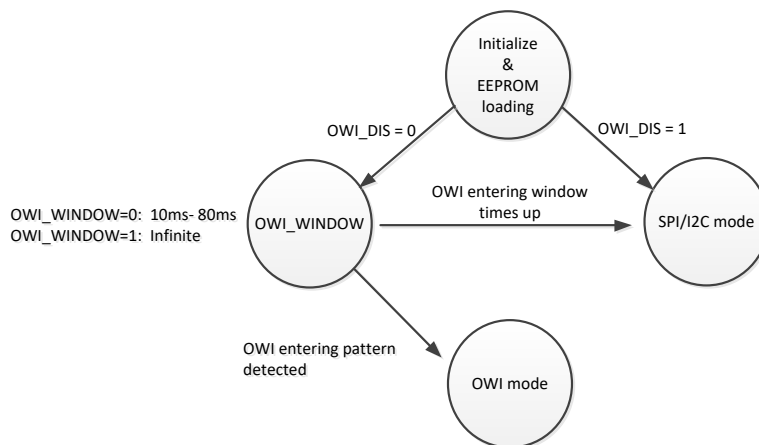 Initialize
&
EEPROM
loading
OWI_DIS = 0
OWI_DIS = 1
OWI_WINDOW=0:  10ms- 80ms
OWI_WINDOW=1:  Infinite
OWI_WINDOW
OWI entering window
times up
SPI/I2C mode
OWI entering pattern
detected
OWI mode